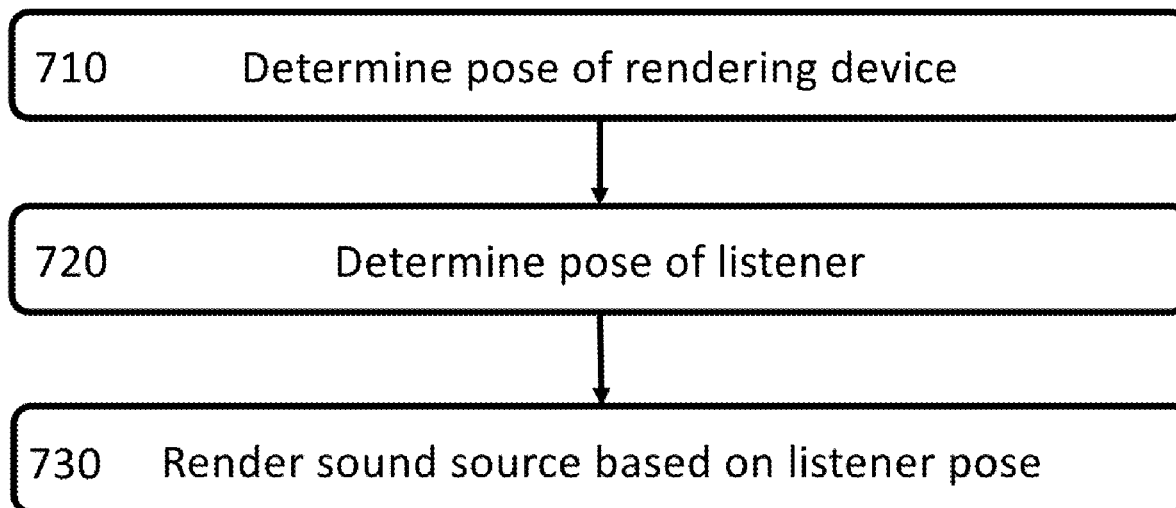 710 Determine pose of rendering device
720 Determine pose of listener
730 Render sound source based on listener pose